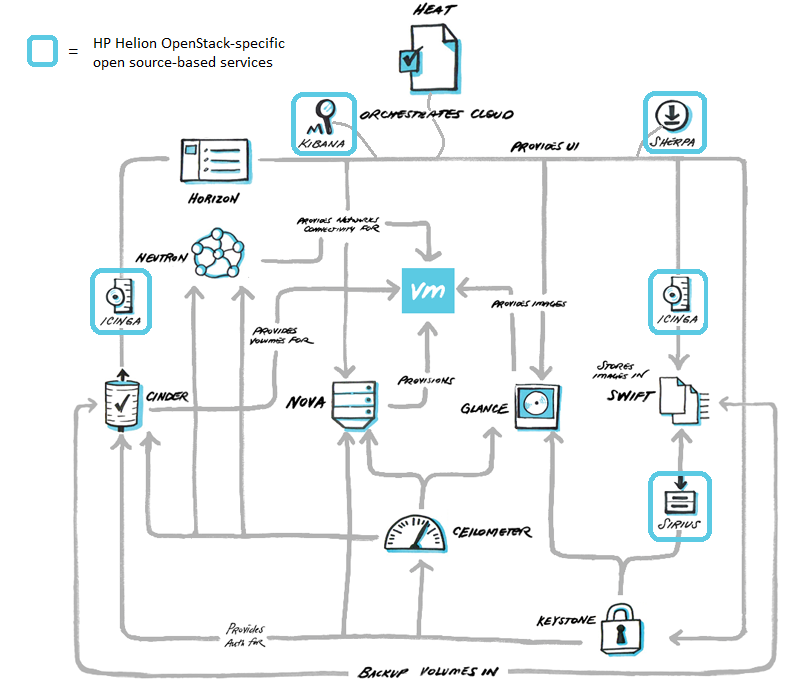 HEAT
=
HP Helion OpenStack-specific
open source-based services
ORCHESTRATES CLOUD
KIBANA
SHERPA
PROVIDES UI
HORIZON
PROVIDES NETWORKS
CONNECTIVITY FOR
NEUTRON
vm
ICINGA
ICINGA
PROVIDES IMAGES
PROVIDES
VOLUMES FOR
STORES
IMAGES IN
PROVISIONS
CINDER
NOVA
GLANCE
SWIFT
SIRIUS
CEILOMETER
KEYSTONE
PROVIDES
AUTH FOR
BACKUP VOLUMES IN